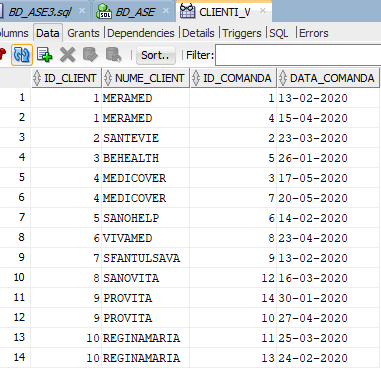 BD_ASE3.sql × BD_ASE × CLIENTI_V ×
olumns Data Grants Dependencies Details Triggers SQL Errors
Sort.. Filter:
ID_CLIENT NUME_CLIENT ID_COMANDA DATA_COMANDA
1 1 MERAMED 1 13-02-2020
2 1 MERAMED 4 15-04-2020
3 2 SANTEVIE 2 23-03-2020
4 3 BEHEALTH 5 26-01-2020
5 4 MEDICOVER 3 17-05-2020
6 4 MEDICOVER 7 20-05-2020
7 5 SANOHELP 6 14-02-2020
8 6 VIVAMED 8 23-04-2020
9 7 SFANTULSAVA 9 13-02-2020
10 8 SANOVITA 12 16-03-2020
11 9 PROVITA 14 30-01-2020
12 9 PROVITA 10 27-04-2020
13 10 REGINAMARIA 11 25-03-2020
14 10 REGINAMARIA 13 24-02-2020